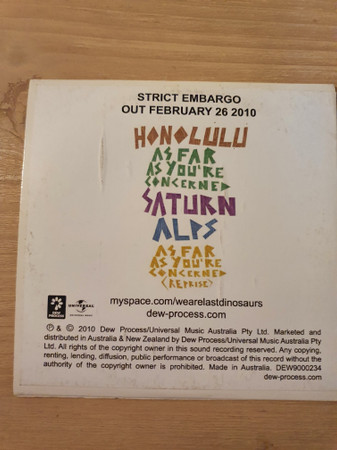 STRICT EMBARGO
OUT FEBRUARY 26 2010
HONOLULU
AS FAR
AS YOU'RE
CONCERNED
SATURN
ALPS
AS FAR
AS YOU'RE
CONCERNED
(REPRISE)
DEW
PROCESS
UNIVERSAL
myspace.com/wearelastdinosaurs
dew-process.com
℗ & © 2010 Dew Process/Universal Music Australia Pty Ltd. Marketed and
distributed in Australia & New Zealand by Dew Process/Universal Music Australia Pty
Ltd. All rights of the copyright owner in this sound recording reserved. Any copying,
renting, lending, diffusion, public performance or broadcast of this record without the
authority of the copyright owner is prohibited. Made in Australia. DEW9000234
dew-process.com